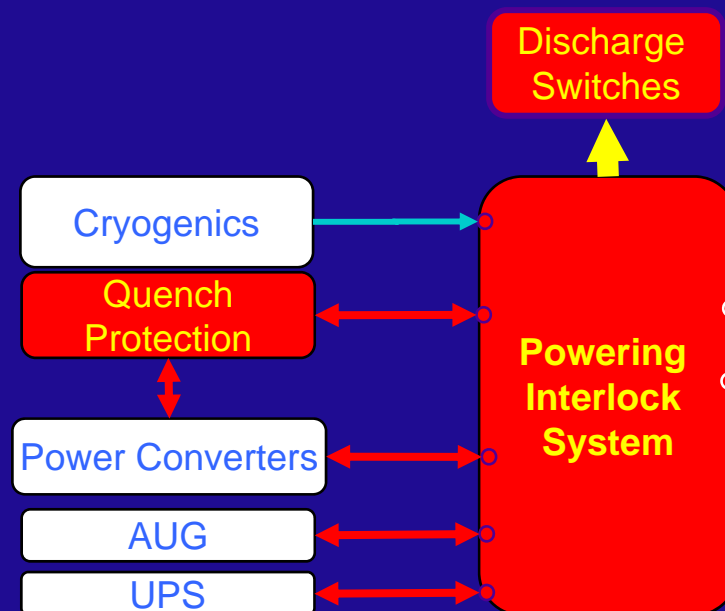 Discharge
Switches
Cryogenics
Quench
Protection
Powering
Interlock
System
Power Converters
AUG
UPS